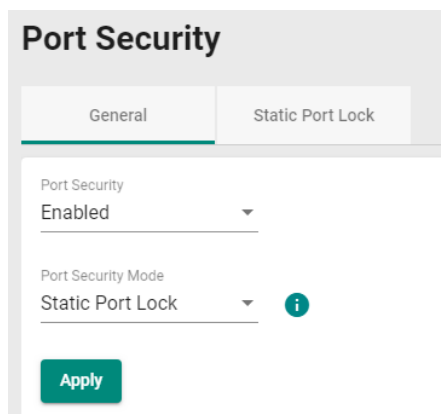 Port Security
General
Static Port Lock
Port Security
Enabled
Port Security Mode
Static Port Lock
i
Apply